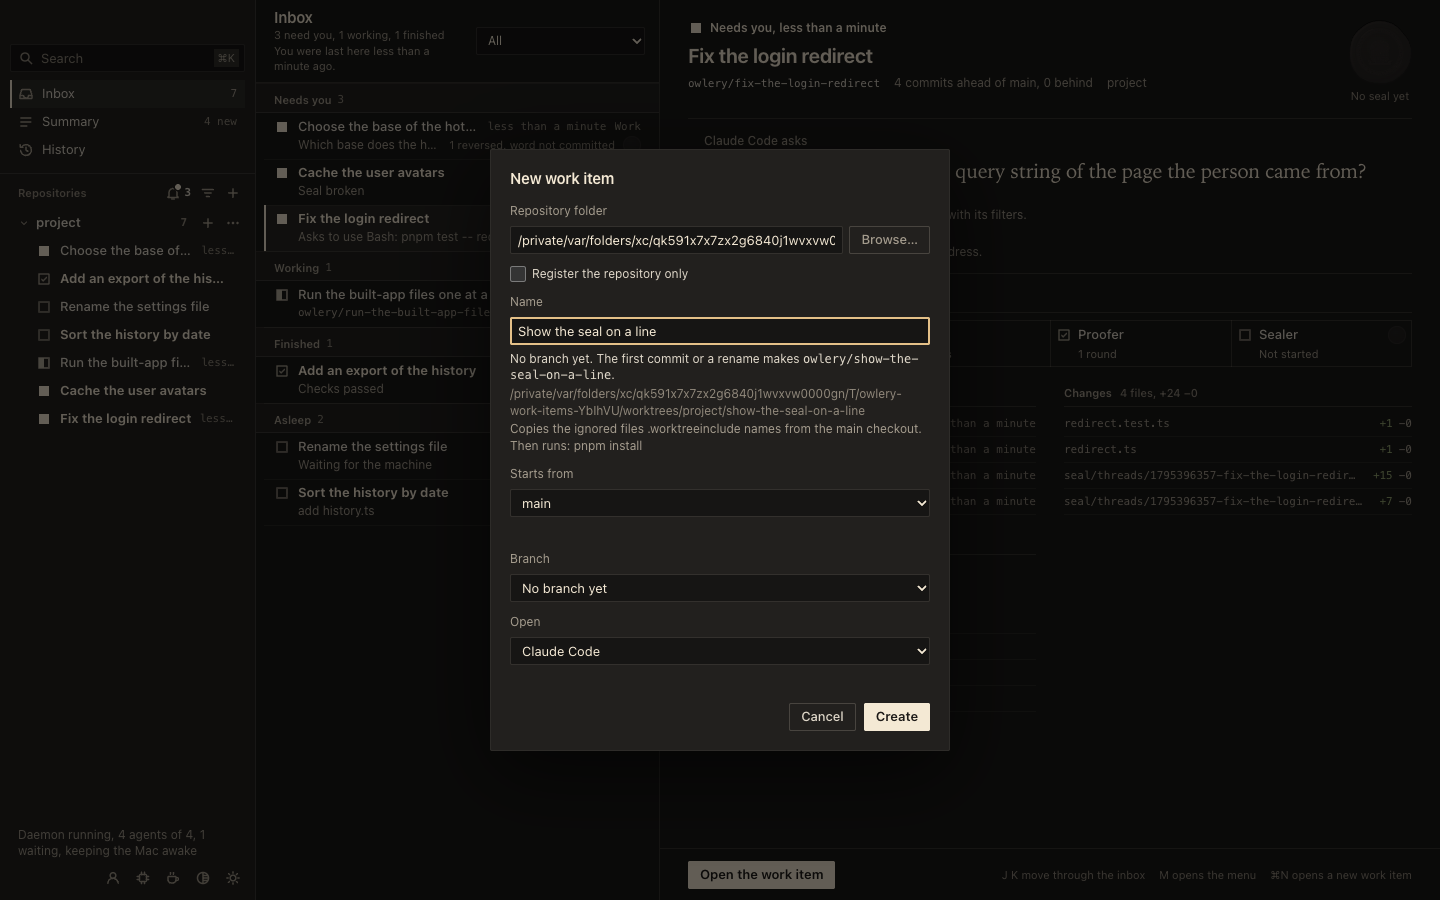 Search ⌘K
Inbox 7
Summary 4 new
History
Repositories 3
project 7
Choose the base of... less...
Add an export of the his...
Rename the settings file
Sort the history by date
Run the built-app fi... less...
Cache the user avatars
Fix the login redirect less...
Daemon running, 4 agents of 4, 1
waiting, keeping the Mac awake
Inbox
3 need you, 1 working, 1 finished
You were last here less than a
minute ago.
All
Needs you 3
Choose the base of the hot... less than a minute Work
Which base does the h... 1 reversed, word not committed
Cache the user avatars
Seal broken
Fix the login redirect
Asks to use Bash: pnpm test -- re
Working 1
Run the built-app files one at a
owlery/run-the-built-app-file
Finished 1
Add an export of the history
Checks passed
Asleep 2
Rename the settings file
Waiting for the machine
Sort the history by date
add history.ts
Needs you, less than a minute
Fix the login redirect
owlery/fix-the-login-redirect 4 commits ahead of main, 0 behind project
No seal yet
Claude Code asks
query string of the page the person came from?
with its filters.
dress.
Proofer
1 round
Sealer
Not started
Changes 4 files, +24 −0
than a minute redirect.test.ts +1 −0
than a minute redirect.ts +1 −0
than a minute seal/threads/1795396357-fix-the-login-redir... +15 −0
than a minute seal/threads/1795396357-fix-the-login-redire... +7 −0
Open the work item
J K move through the inbox M opens the menu ⌘N opens a new work item
New work item
Repository folder
/private/var/folders/xc/qk591x7x7zx2g6840j1wvxvw0 Browse...
Register the repository only
Name
Show the seal on a line
No branch yet. The first commit or a rename makes owlery/show-the-
seal-on-a-line.
/private/var/folders/xc/qk591x7x7zx2g6840j1wvxvw0000gn/T/owlery-
work-items-YbIhVU/worktrees/project/show-the-seal-on-a-line
Copies the ignored files .worktreeinclude names from the main checkout.
Then runs: pnpm install
Starts from
main
Branch
No branch yet
Open
Claude Code
Cancel Create